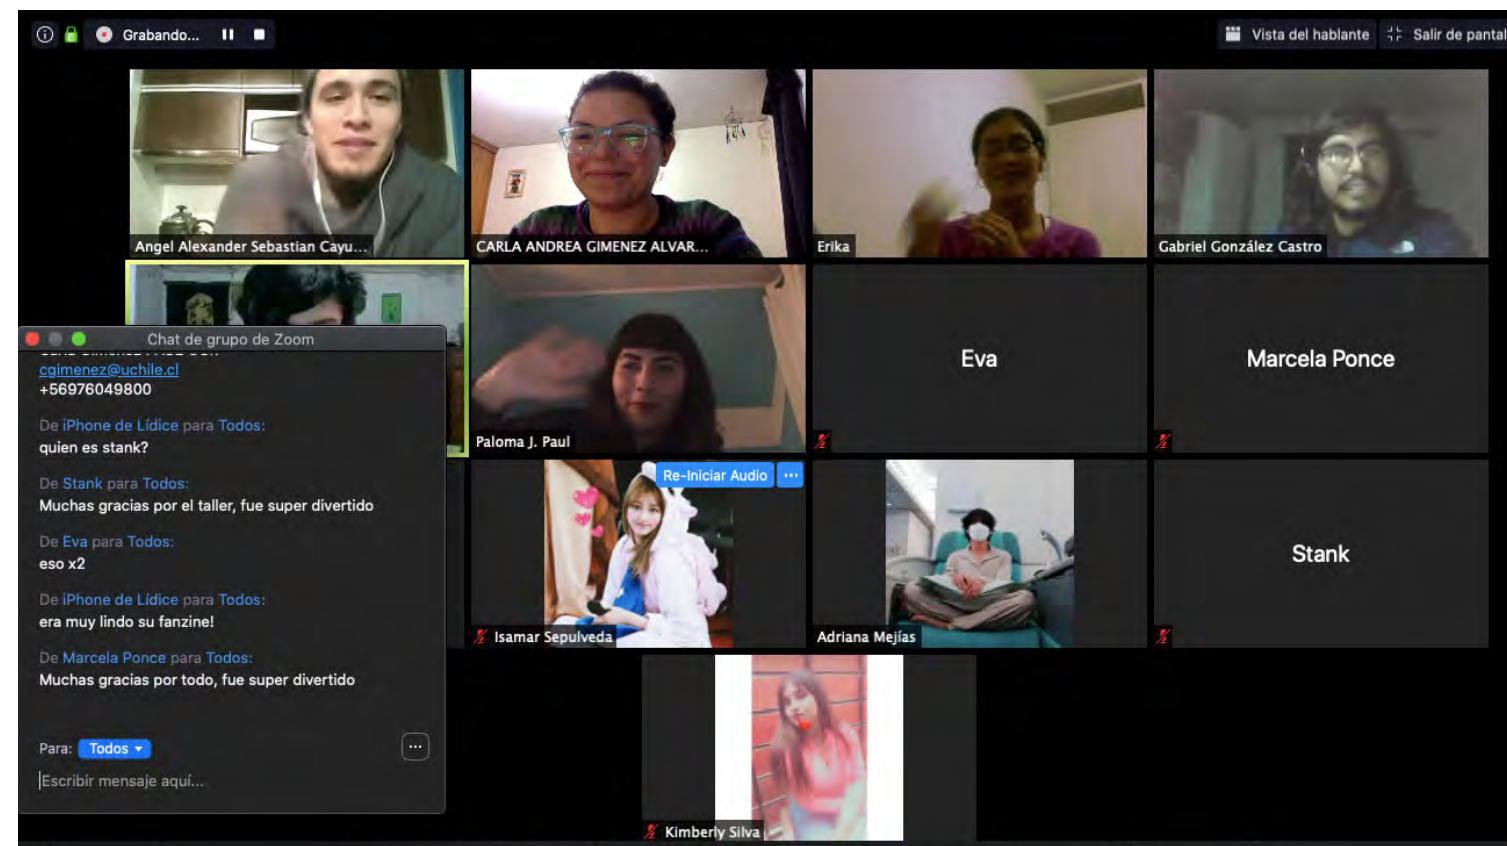 Grabando...
Vista del hablante
Salir de pantal
Angel Alexander Sebastian Cayu...
CARLA ANDREA GIMENEZ ALVAR...
Erika
Gabriel González Castro
Chat de grupo de Zoom
cgimenez@uchile.cl
+56976049800
De iPhone de Lídice para Todos:
quien es stank?
De Stank para Todos:
Muchas gracias por el taller, fue super divertido
De Eva para Todos:
eso x2
De iPhone de Lídice para Todos:
era muy lindo su fanzine!
De Marcela Ponce para Todos:
Muchas gracias por todo, fue super divertido
Para: Todos
Escribir mensaje aquí...
Paloma J. Paul
Eva
Marcela Ponce
Re-Iniciar Audio
Isamar Sepulveda
Adriana Mejías
Stank
Kimberly Silva